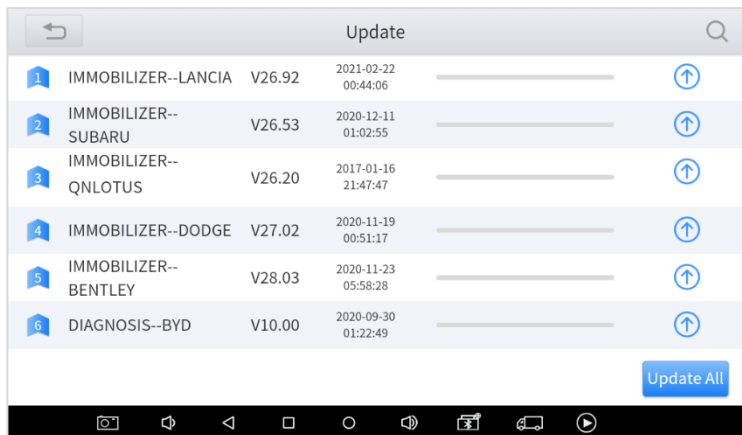 Update
1 IMMOBILIZER--LANCIA V26.92 2021-02-22
00:44:06
2 IMMOBILIZER--
SUBARU V26.53 2020-12-11
01:02:55
3 IMMOBILIZER--
QNLOTUS V26.20 2017-01-16
21:47:47
4 IMMOBILIZER--DODGE V27.02 2020-11-19
00:51:17
5 IMMOBILIZER--
BENTLEY V28.03 2020-11-23
05:58:28
6 DIAGNOSIS--BYD V10.00 2020-09-30
01:22:49
Update All